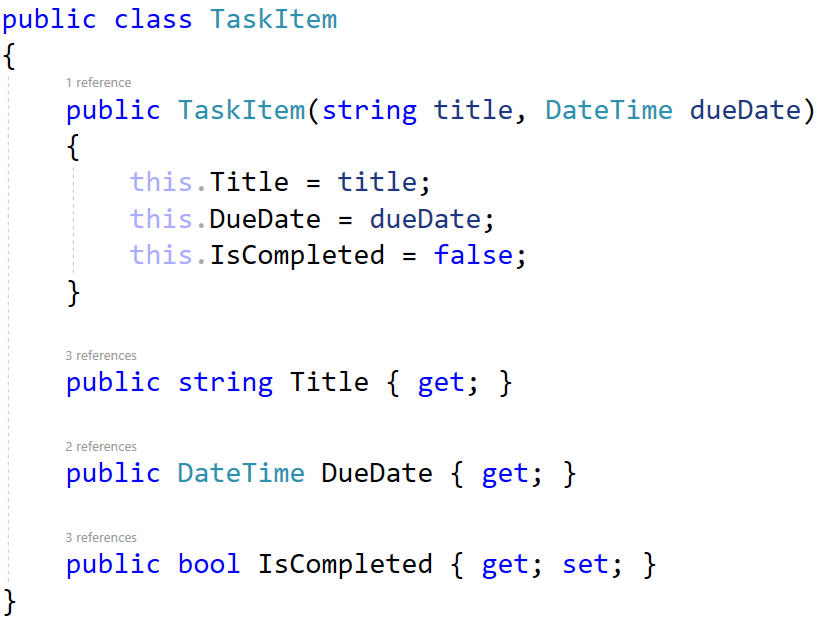 public class TaskItem
{
1 reference
public TaskItem(string title, DateTime dueDate)
{
this.Title = title;
this.DueDate = dueDate;
this.IsCompleted = false;
}
3 references
public string Title { get; }
2 references
public DateTime DueDate { get; }
3 references
public bool IsCompleted { get; set; }
}